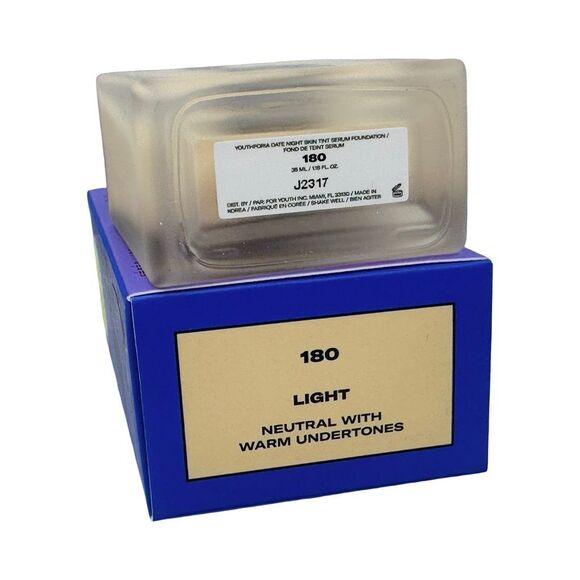 YOUTHFORIA DATE NIGHT SKIN TINT SERUM FOUNDATION /
FOND DE TEINT SERUM
180
35 ML / 1.18 FL. OZ.
J2317
DIST. BY / PAR: FOR YOUTH INC. MIAMI, FL 33130 / MADE IN
KOREA / FABRIQUÉ EN CORÉE / SHAKE WELL / BIEN AGITER
180
LIGHT
NEUTRAL WITH
WARM UNDERTONES